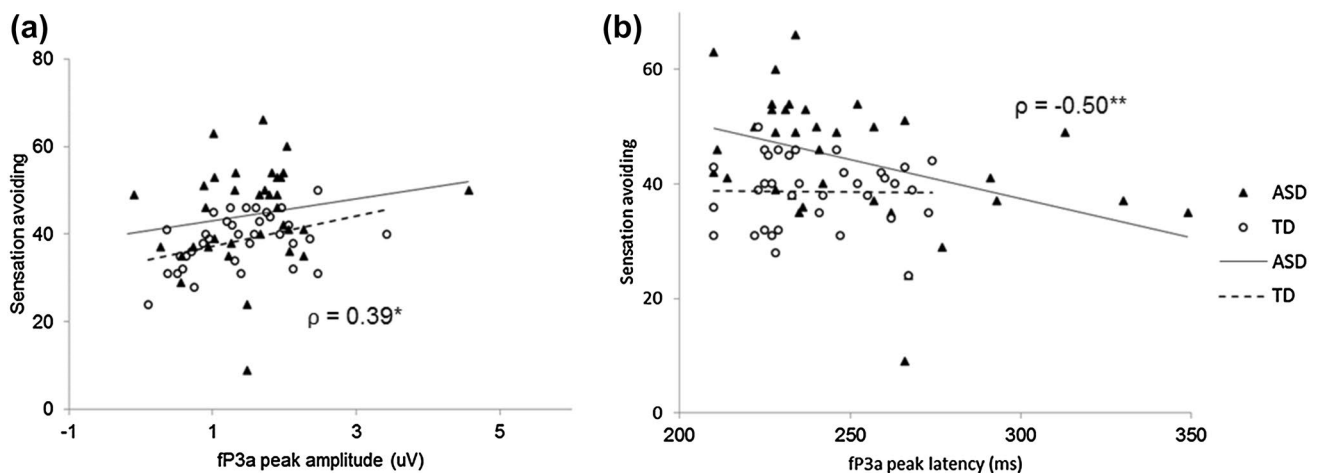 (a)
80
60
40
20
0
-1
1
3
5
Sensation avoiding
fP3a peak amplitude (uV)
ρ = 0.39*
(b)
60
40
20
0
200
250
300
350
Sensation avoiding
fP3a peak latency (ms)
ρ = -0.50**
ASD
TD
ASD
TD